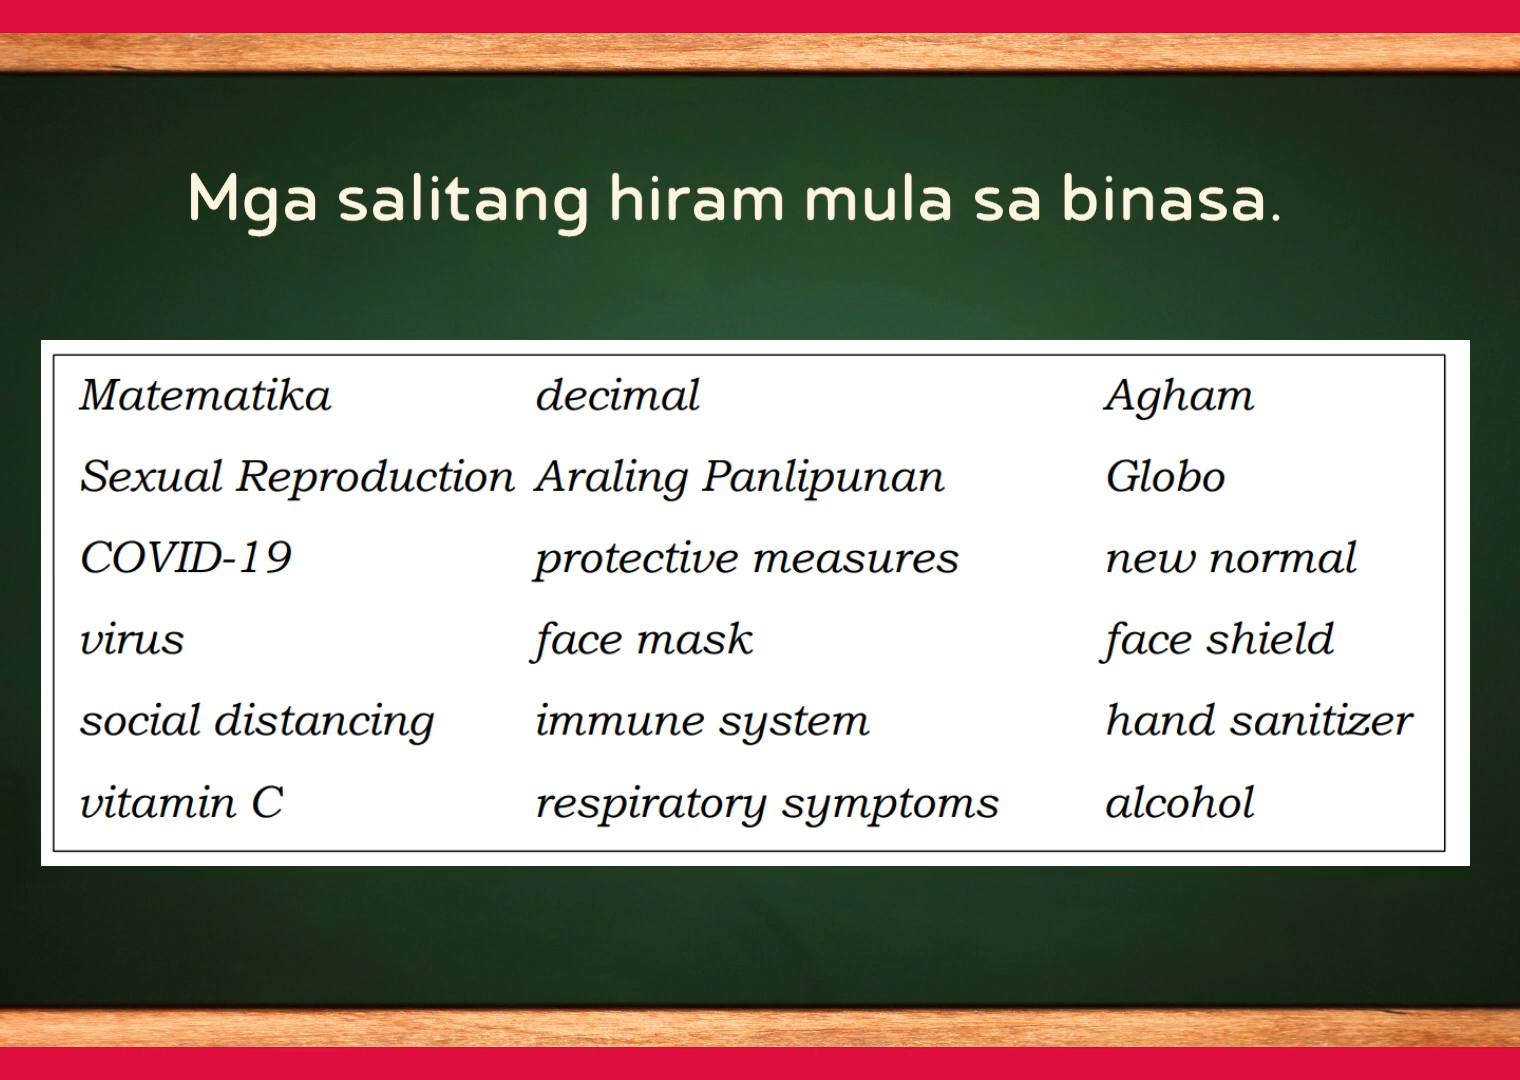 Mga salitang hiram mula sa binasa.
Matematika decimal Agham
Sexual Reproduction Araling Panlipunan Globo
COVID-19 protective measures new normal
virus face mask face shield
social distancing immune system hand sanitizer
vitamin C respiratory symptoms alcohol